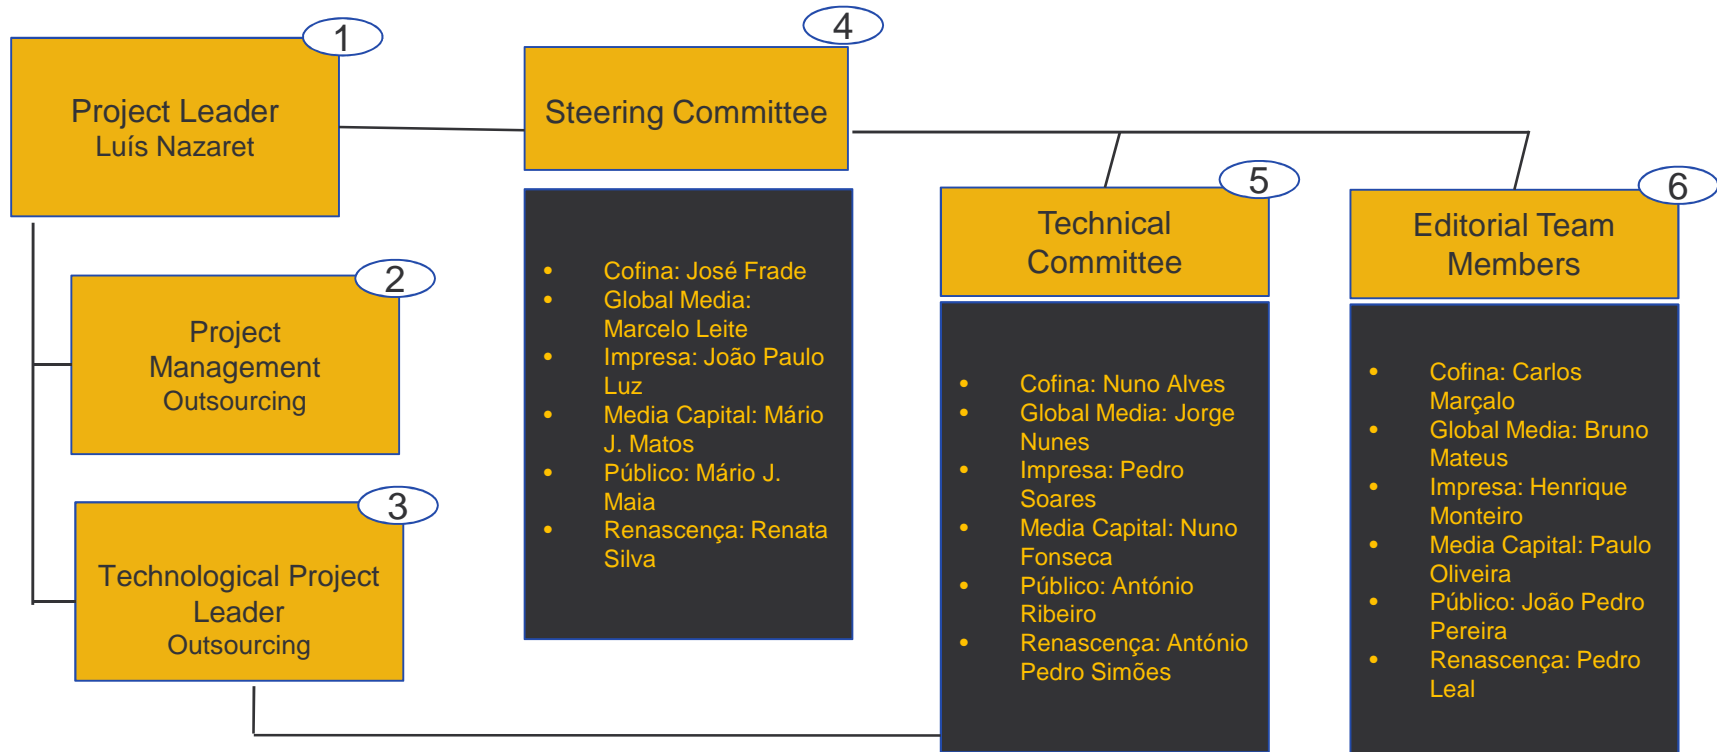 1
Project Leader
Luís Nazaret
2
Project
Management
Outsourcing
3
Technological Project
Leader
Outsourcing
4
Steering Committee
• Cofina: José Frade
• Global Media:
Marcelo Leite
• Impresa: João Paulo
Luz
• Media Capital: Mário
J. Matos
• Público: Mário J.
Maia
• Renascença: Renata
Silva
5
Technical
Committee
• Cofina: Nuno Alves
• Global Media: Jorge
Nunes
• Impresa: Pedro
Soares
• Media Capital: Nuno
Fonseca
• Público: António
Ribeiro
• Renascença: António
Pedro Simões
6
Editorial Team
Members
• Cofina: Carlos
Marçalo
• Global Media: Bruno
Mateus
• Impresa: Henrique
Monteiro
• Media Capital: Paulo
Oliveira
• Público: João Pedro
Pereira
• Renascença: Pedro
Leal